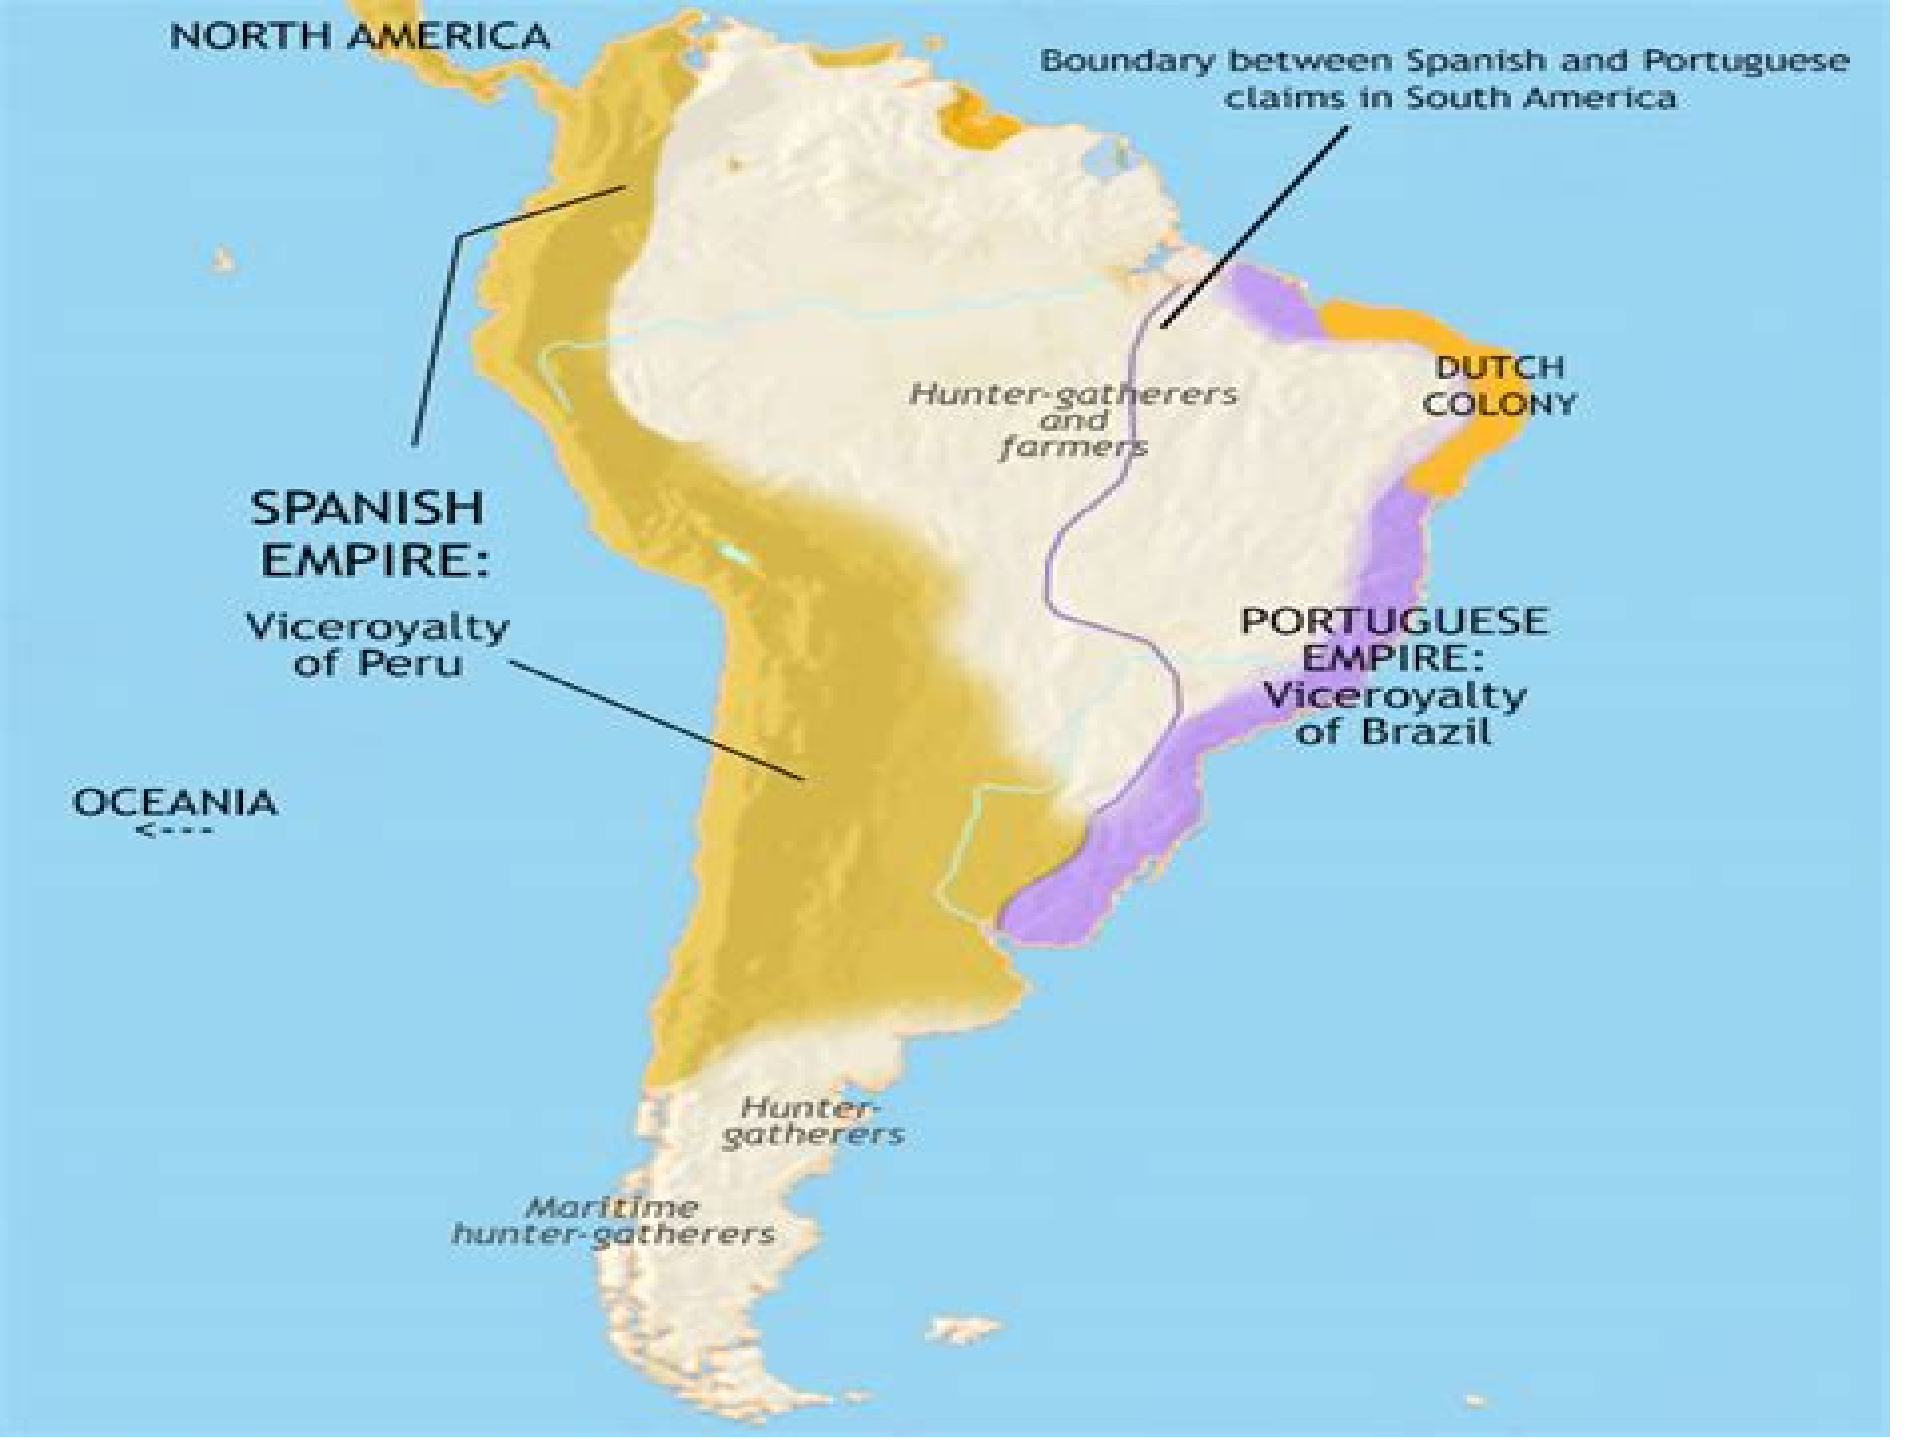 NORTH AMERICA
Boundary between Spanish and Portuguese
claims in South America
Hunter-gatherers
and
farmers
DUTCH
COLONY
SPANISH
EMPIRE:
Viceroyalty
of Peru
PORTUGUESE
EMPIRE:
Viceroyalty
of Brazil
OCEANIA
<---
Hunter-
gatherers
Maritime
hunter-gatherers